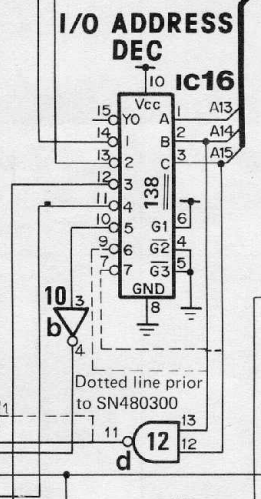 I/O ADDRESS
DEC
10 IC16
Vcc
15 Y0 A 1 A13
14 1 B 2 A14
13 2 C 3 A15
12 3
11 4 138
10 5 G1 6
9 6 G2 4
7 7 G3 5
GND
8
10 3
b
4
Dotted line prior
to SN480300
1
11 12 13
12
d